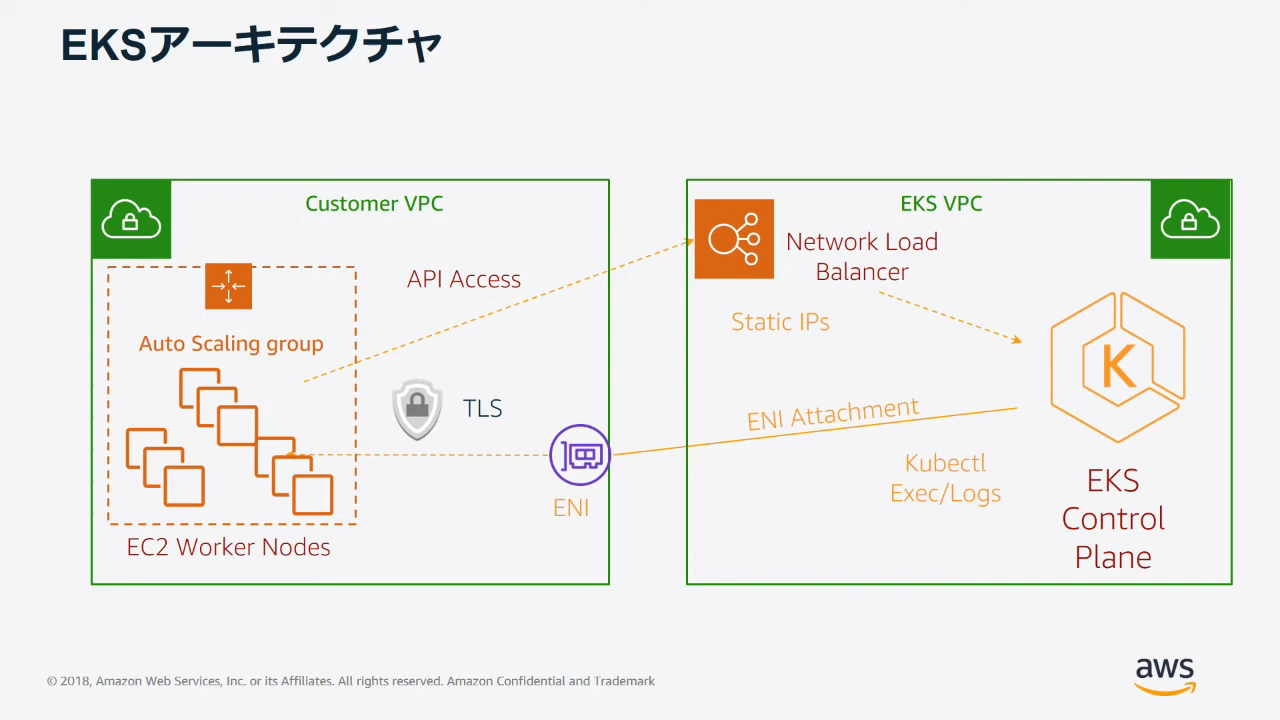 EKSアーキテクチャ
Customer VPC
API Access
Auto Scaling group
TLS
ENI
EC2 Worker Nodes
EKS VPC
Network Load
Balancer
Static IPs
K
ENI Attachment
Kubectl
Exec/Logs
EKS
Control
Plane
© 2018, Amazon Web Services, Inc. or its Affiliates. All rights reserved. Amazon Confidential and Trademark
aws